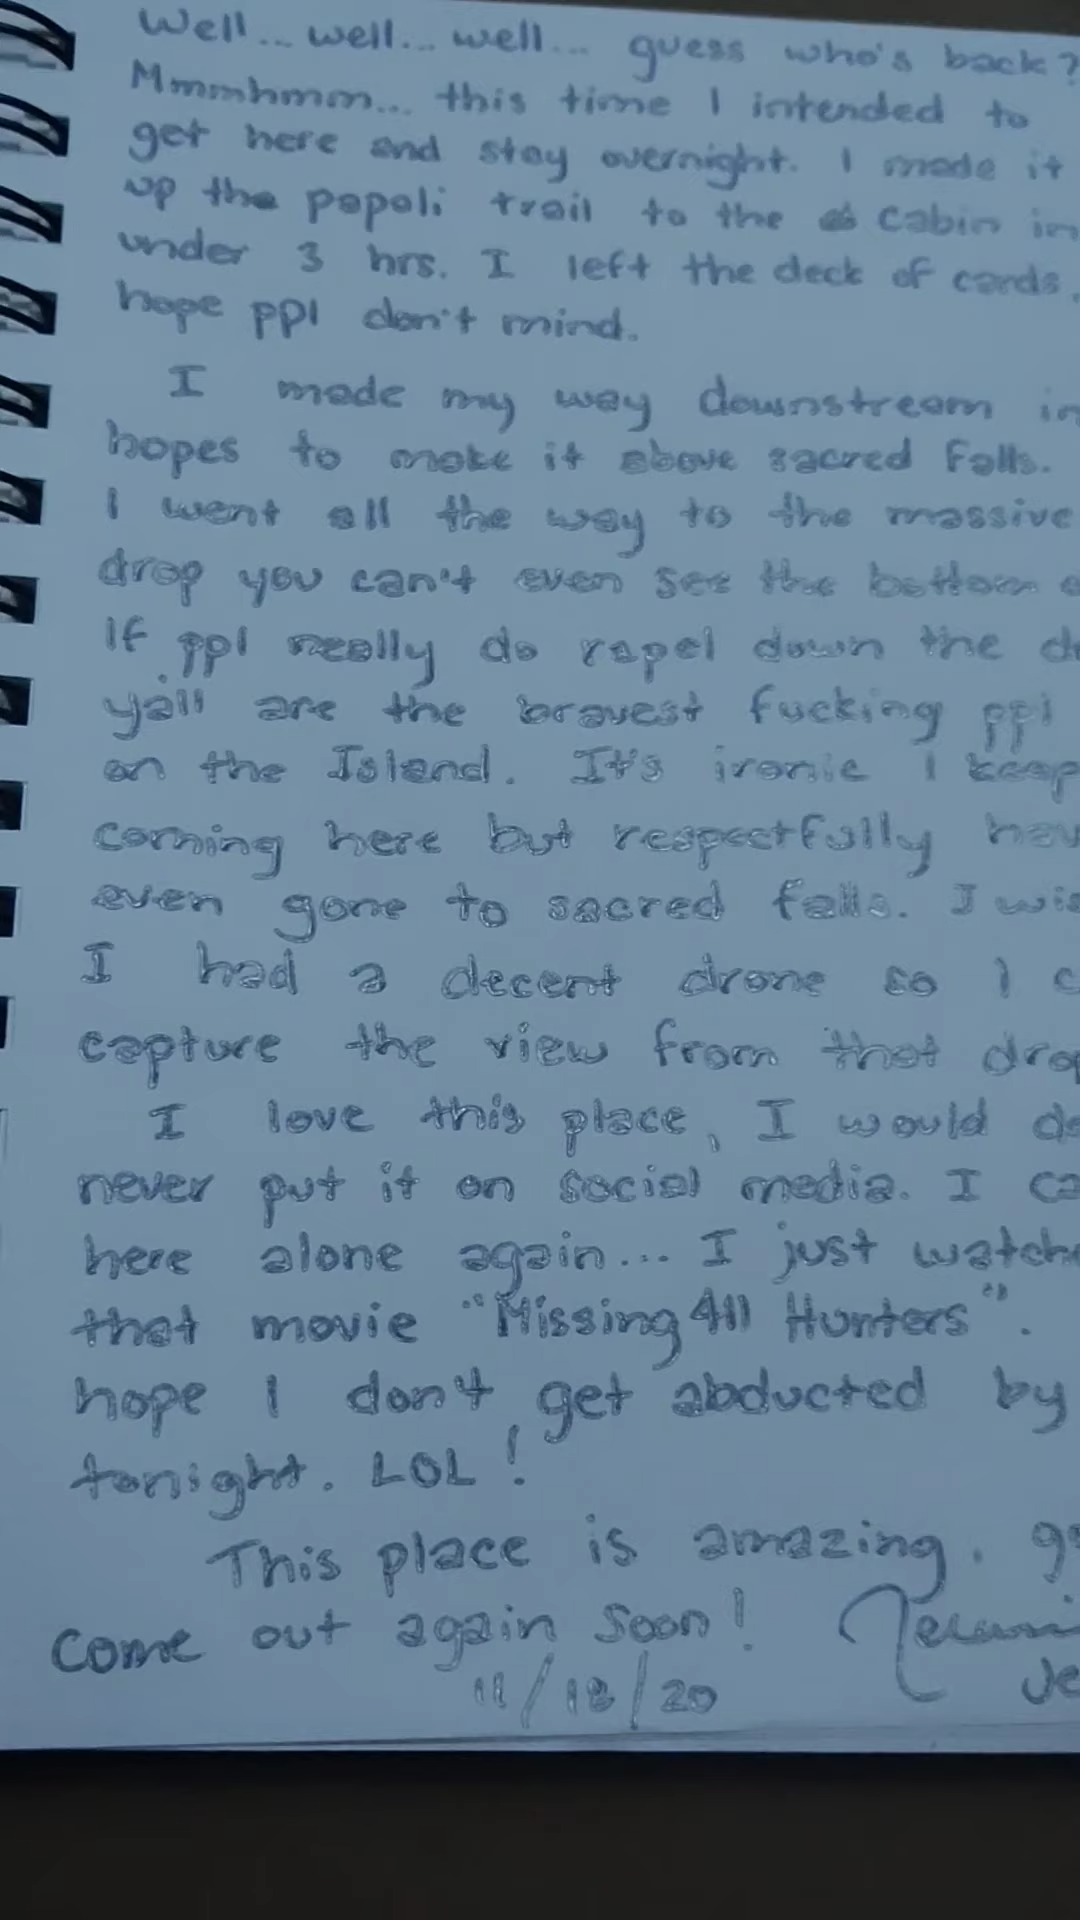 Well... well... well... guess who's back?
Mmmhmm... this time I intended to
get here and stay overnight. I made it
up the papali trail to the cabin in
under 3 hrs. I left the deck of cards.
hope ppl don't mind.
I made my way downstream in
hopes to make it above sacred Falls.
I went all the way to the massive
drop you can't even see the bottom
If ppl really do rapel down the
yall are the bravest fucking ppl
on the Island. It's ironic I keep
coming here but respectfully
even gone to sacred falls. I
I had a decent drone so I
capture the view from that
I love this place, I would
never put it on social media. I
here alone again... I just
that movie "Missing 411 Hunters".
hope I don't get abducted by
tonight. LOL!
This place is amazing.
come out again soon!
11/18/20